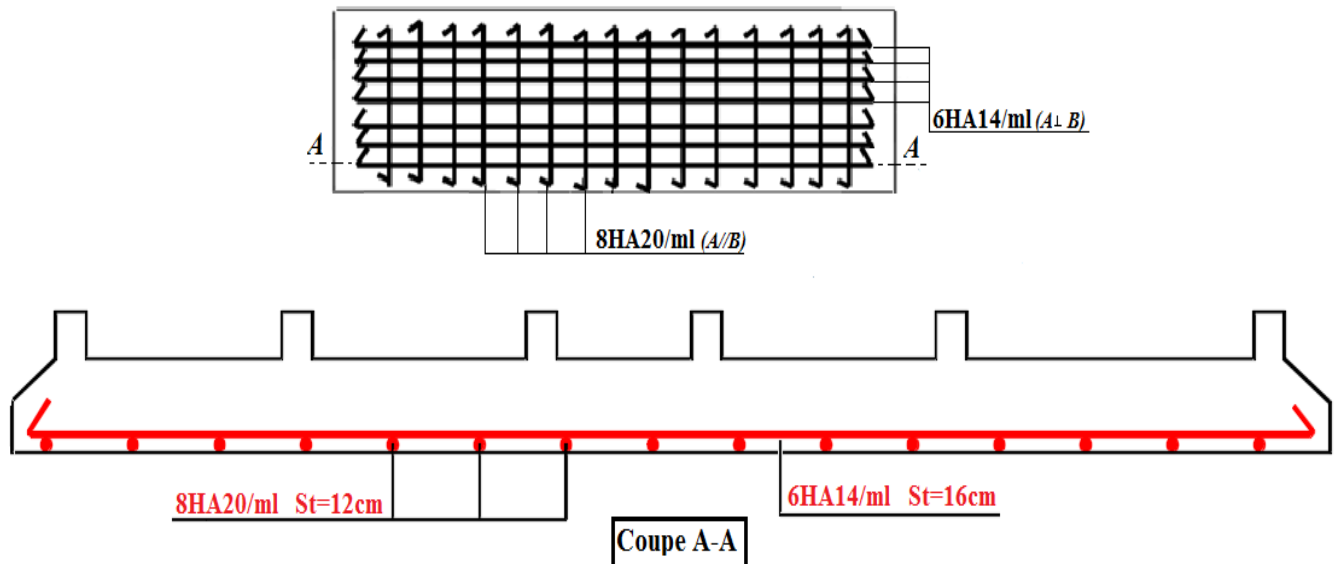 6HA14/ml (A⊥ B)
A A
8HA20/ml (A//B)
8HA20/ml St=12cm
6HA14/ml St=16cm
Coupe A-A